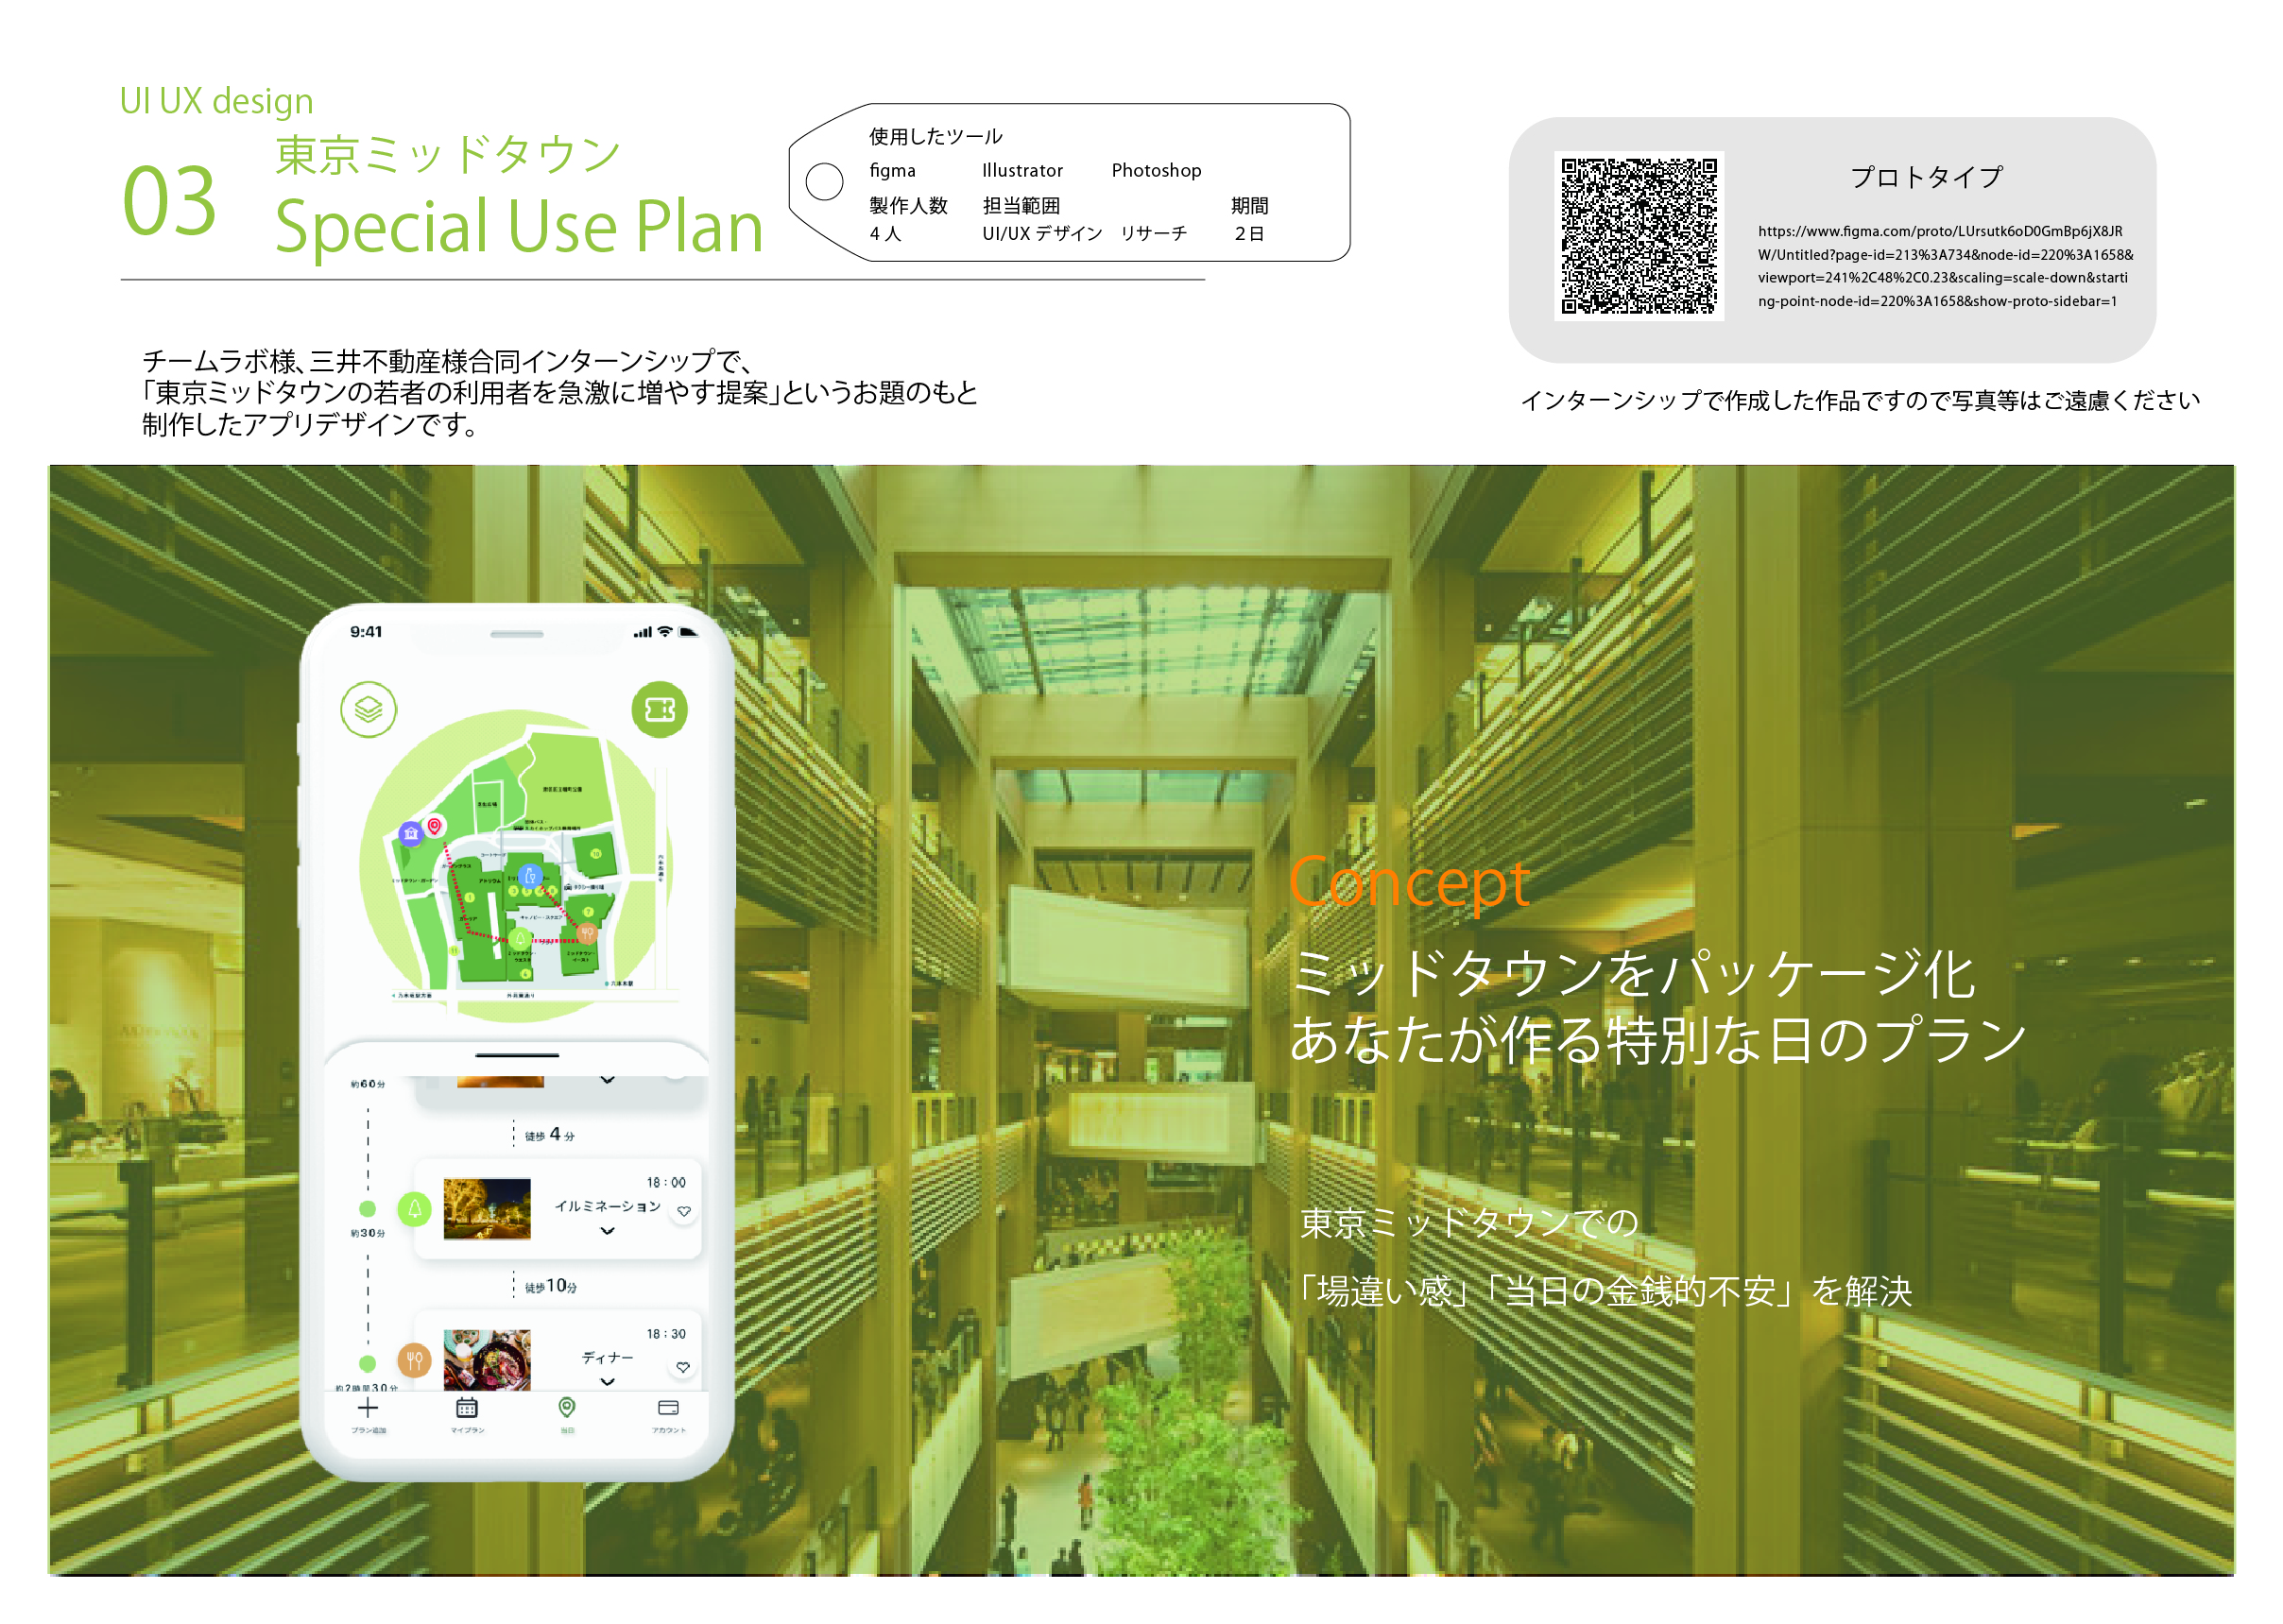 UI UX design
03
東京ミッドタウン
Special Use Plan
使用したツール
figma Illustrator Photoshop
製作人数 担当範囲 期間
4人 UI/UX デザイン リサーチ 2日
プロトタイプ
https://www.figma.com/proto/LUrsutk6oD0GmBp6jX8JR
W/Untitled?page-id=213%3A734&node-id=220%3A1658&
viewport=241%2C48%2C0.23&scaling=scale-down&starti
ng-point-node-id=220%3A1658&show-proto-sidebar=1
インターンシップで作成した作品ですので写真等はご遠慮ください
チームラボ様、三井不動産様合同インターンシップで、
「東京ミッドタウンの若者の利用者を急激に増やす提案」というお題のもと
制作したアプリデザインです。
9:41
約60分
徒歩 4 分
18:00
イルミネーション
約30分
徒歩10分
18:30
ディナー
約2時間30分
プラン追加 マイプラン 当日 アカウント
Concept
ミッドタウンをパッケージ化
あなたが作る特別な日のプラン
東京ミッドタウンでの
「場違い感」「当日の金銭的不安」を解決